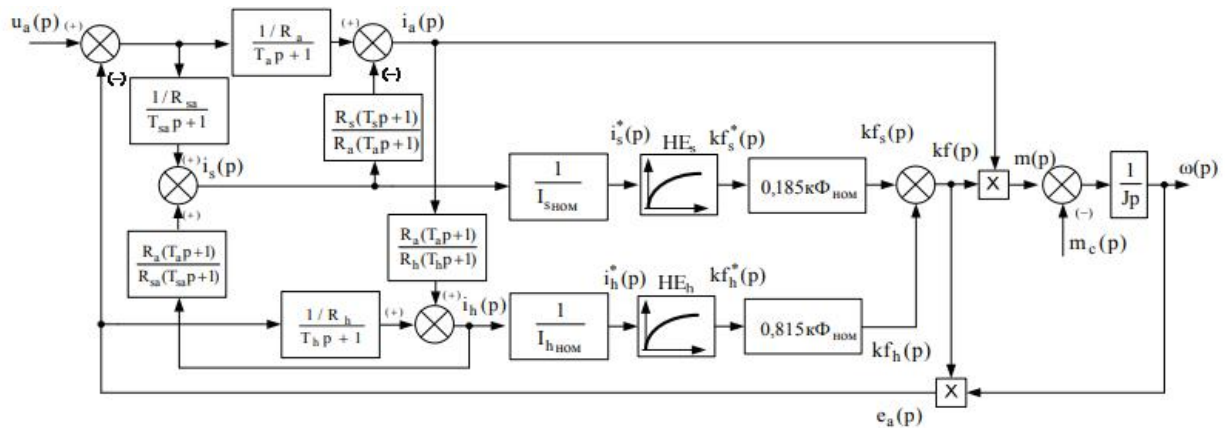 u_a(p) (+)
1/R_a
T_a p+1
(+)
i_a(p)
(-)
(-)
1/R_sa
T_sa p+1
R_s(T_s p+1)
R_a(T_a p+1)
(+) i_s(p)
(+)
R_a(T_a p+1)
R_sa(T_sa p+1)
1
I_sном
i_s*(p)
HE_s
kf_s*(p)
0,185кФ_ном
kf_s(p)
kf(p)
X
m(p)
(-)
m_c(p)
1
Jp
ω(p)
R_a(T_a p+1)
R_h(T_h p+1)
(+) i_h(p)
1/R_h
T_h p+1
(+)
1
I_hном
i_h*(p)
HE_h
kf_h*(p)
0,815кФ_ном
kf_h(p)
X
e_a(p)